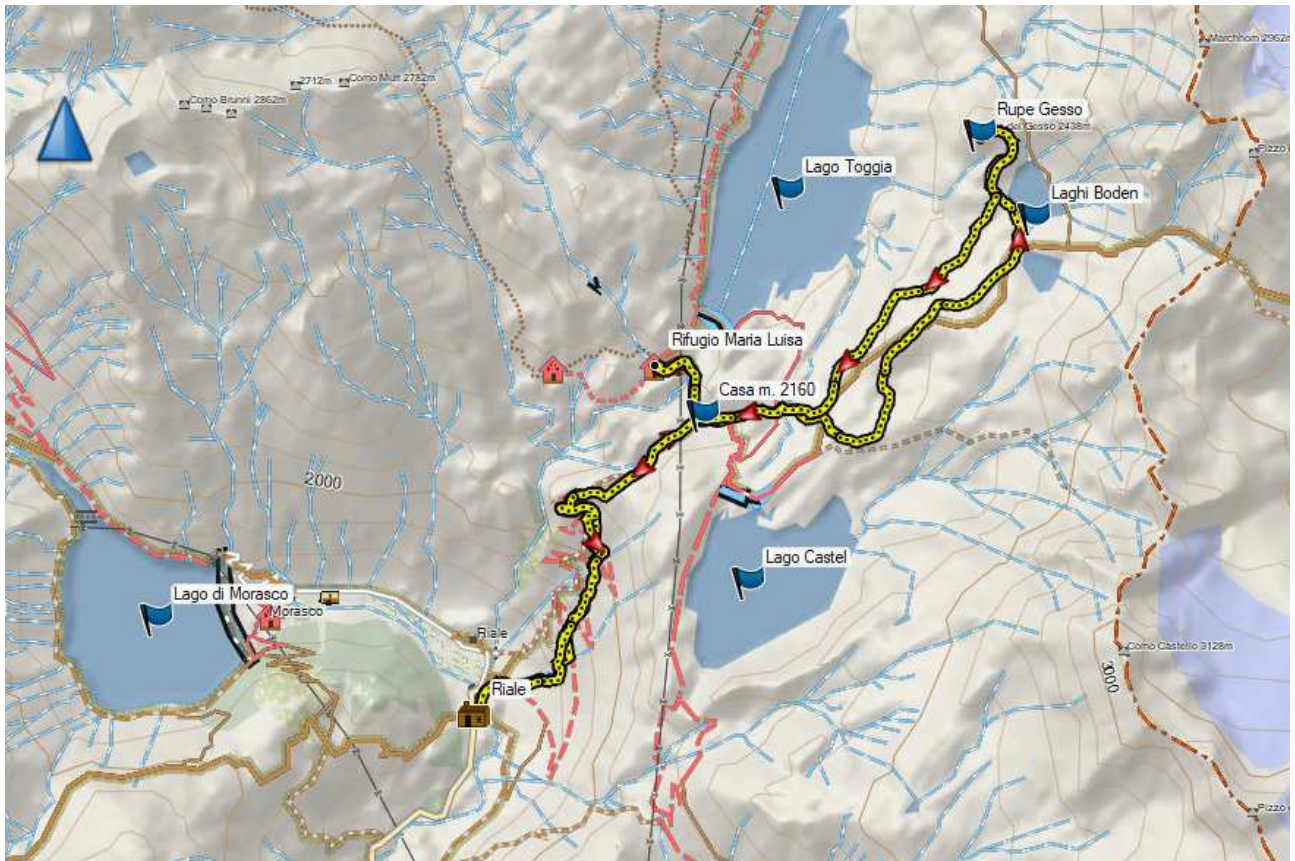 Marchhorn 2962m
2712m
Corno Mutt 2782m
Corno Brunni 2862m
Rupe Gesso
dei Gesso 2438m
Pizzo
Lago Toggia
Laghi Boden
Rifugio Maria Luisa
Casa m. 2160
2000
Lago Castel
Lago di Morasco
Morasco
Riale
Corno Castello 3128m
3000
Riale
Pizzo